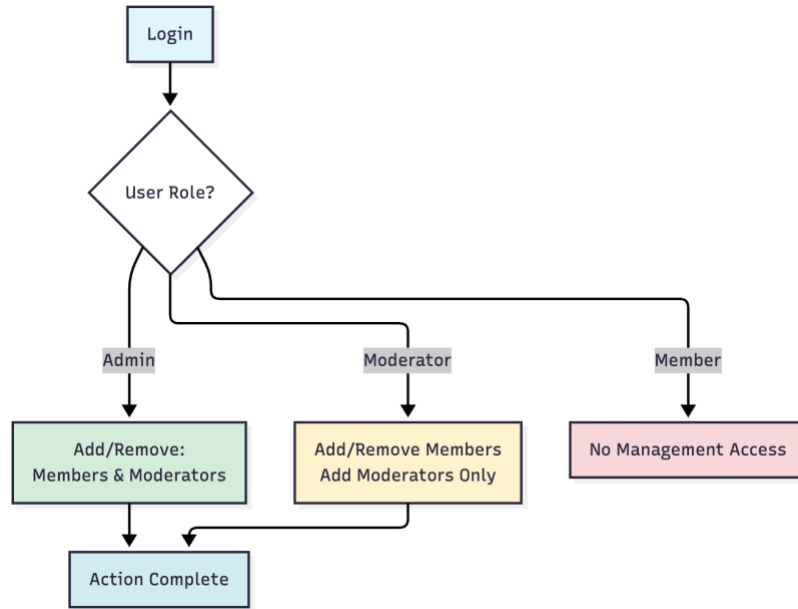 Login
User Role?
Admin
Moderator
Member
Add/Remove:
Members & Moderators
Add/Remove Members
Add Moderators Only
No Management Access
Action Complete